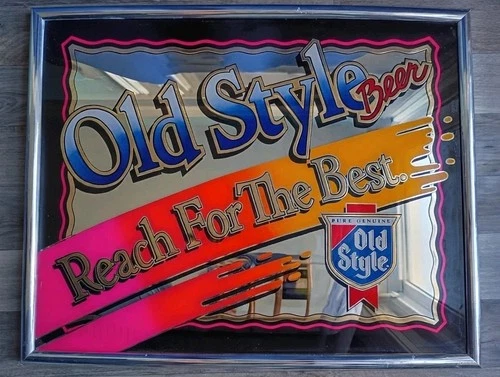 Old Style
Beer
Reach For The Best.
PURE GENUINE
Old
Style